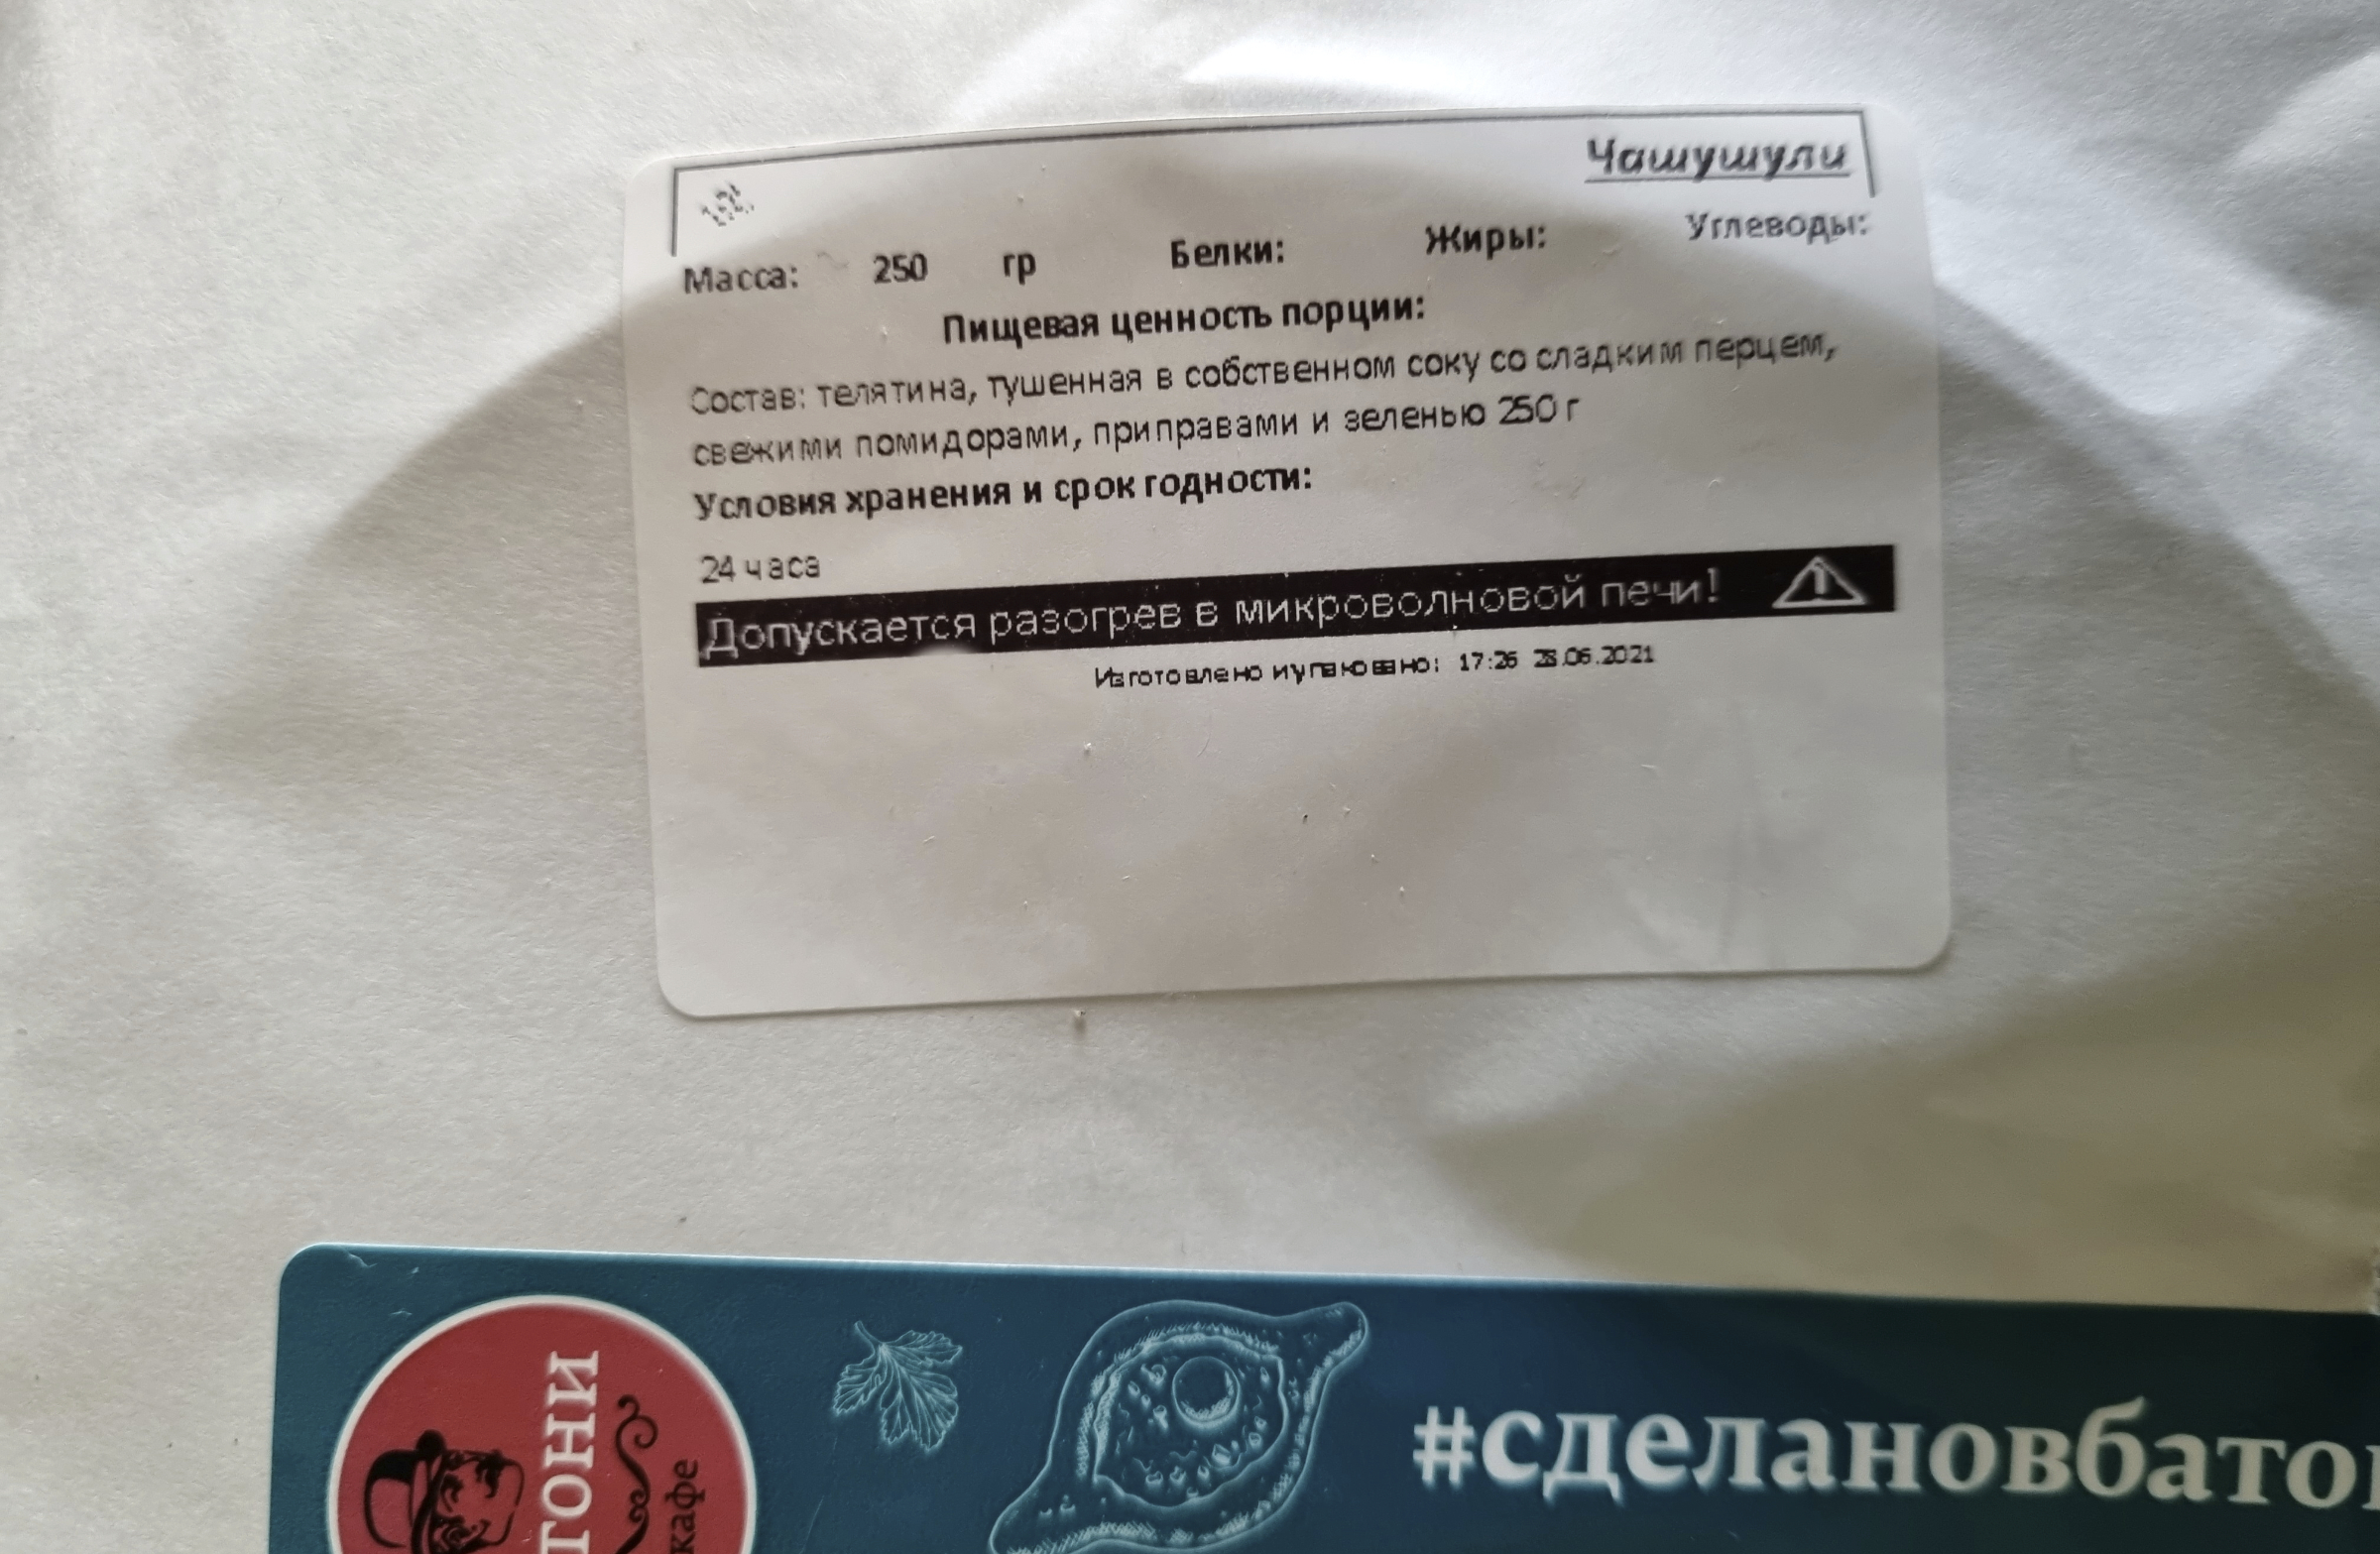 Чашушули
Масса: 250 гр Белки: Жиры: Углеводы:
Пищевая ценность порции:
Состав: телятина, тушенная в собственном соку со сладким перцем,
свежими помидорами, приправами и зеленью 250 г
Условия хранения и срок годности:
24 часа
Допускается разогрев в микроволновой печи!
Изготовлено и упаковано: 17:26 28.06.2021
ТОНИ
кафе
#сделановбато